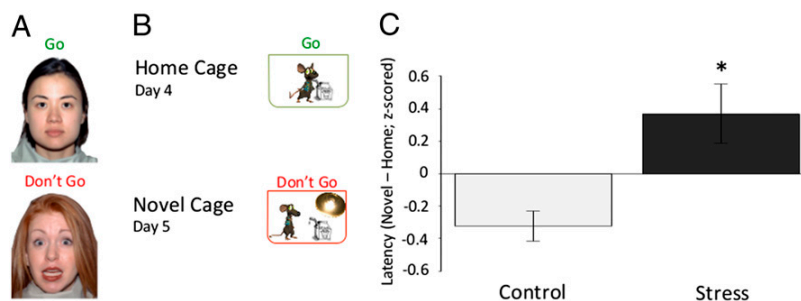 A
Go
Don't Go
B
Home Cage
Day 4
Go
Novel Cage
Day 5
Don't Go
C
Latency (Novel – Home; z-scored)
0.6
0.4
0.2
0
-0.2
-0.4
-0.6
*
Control
Stress